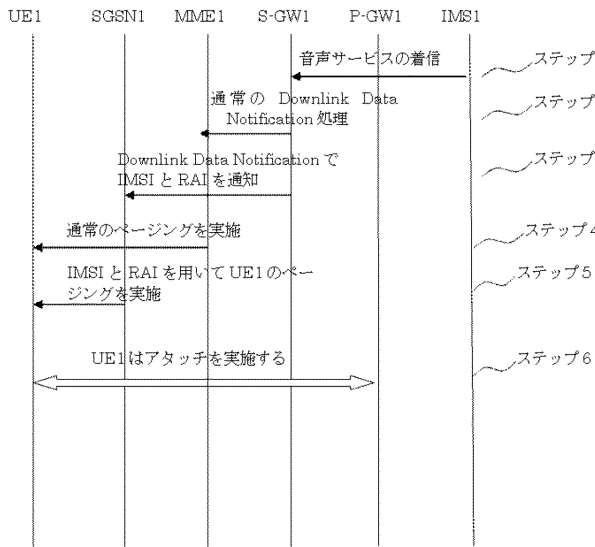 UE1 SGSN1 MME1 S-GW1 P-GW1 IMS1
音声サービスの着信
ステップ
通常の Downlink Data
Notification 処理
ステップ
Downlink Data Notification で
IMSI と RAI を通知
ステップ
通常のページングを実施
ステップ4
IMSI と RAI を用いて UE1 のペー
ジングを実施
Step 5
UE1 はアタッチを実施する
ステップ6